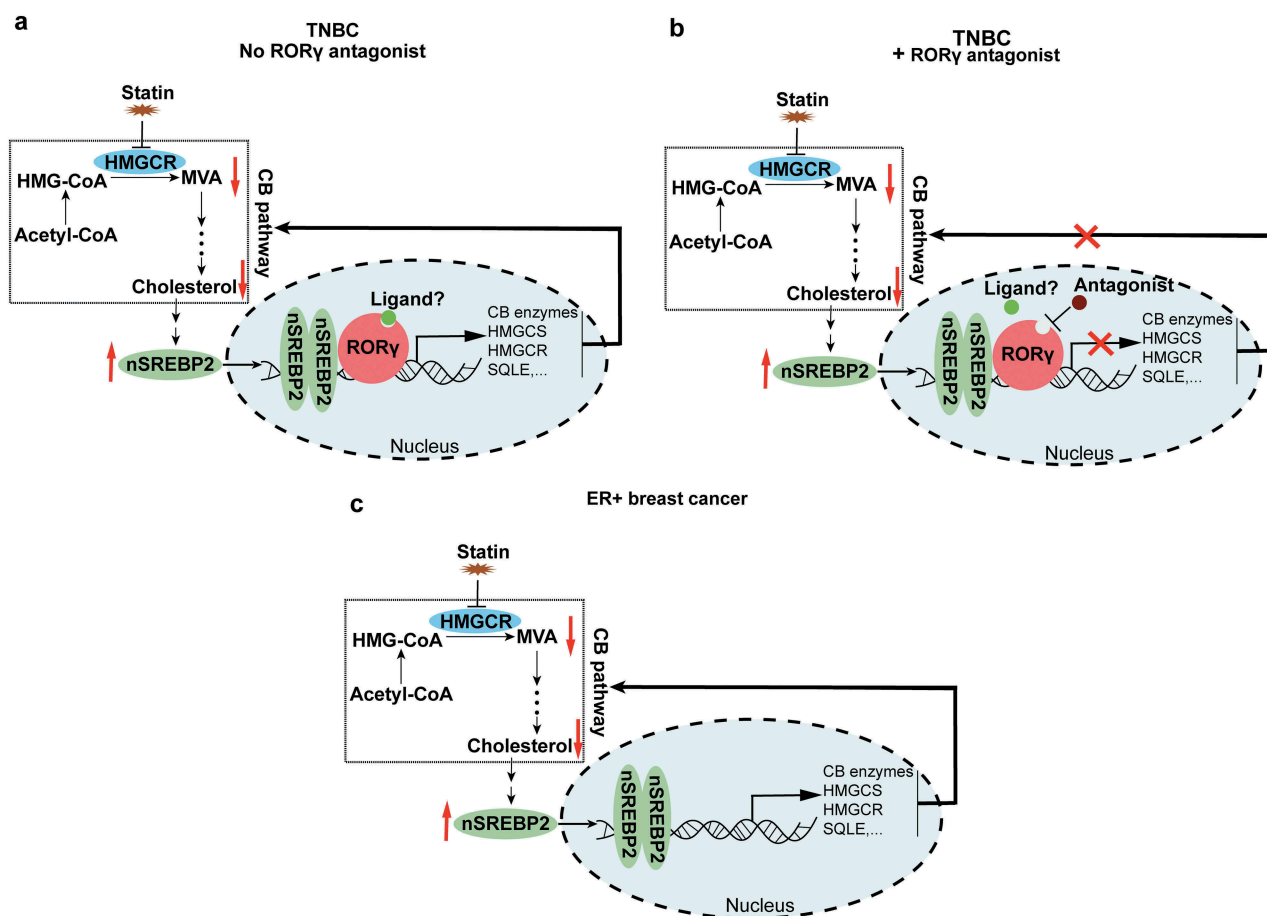 a
TNBC
No RORγ antagonist
Statin
HMGCR
HMG-CoA
MVA
Acetyl-CoA
Cholesterol
CB pathway
nSREBP2
nSREBP2
nSREBP2
Ligand?
RORγ
CB enzymes
HMGCS
HMGCR
SQLE,...
Nucleus
b
TNBC
+ RORγ antagonist
Statin
HMGCR
HMG-CoA
MVA
Acetyl-CoA
Cholesterol
CB pathway
nSREBP2
nSREBP2
nSREBP2
Ligand?
Antagonist
RORγ
CB enzymes
HMGCS
HMGCR
SQLE,...
Nucleus
c
ER+ breast cancer
Statin
HMGCR
HMG-CoA
MVA
Acetyl-CoA
Cholesterol
CB pathway
nSREBP2
nSREBP2
nSREBP2
CB enzymes
HMGCS
HMGCR
SQLE,...
Nucleus